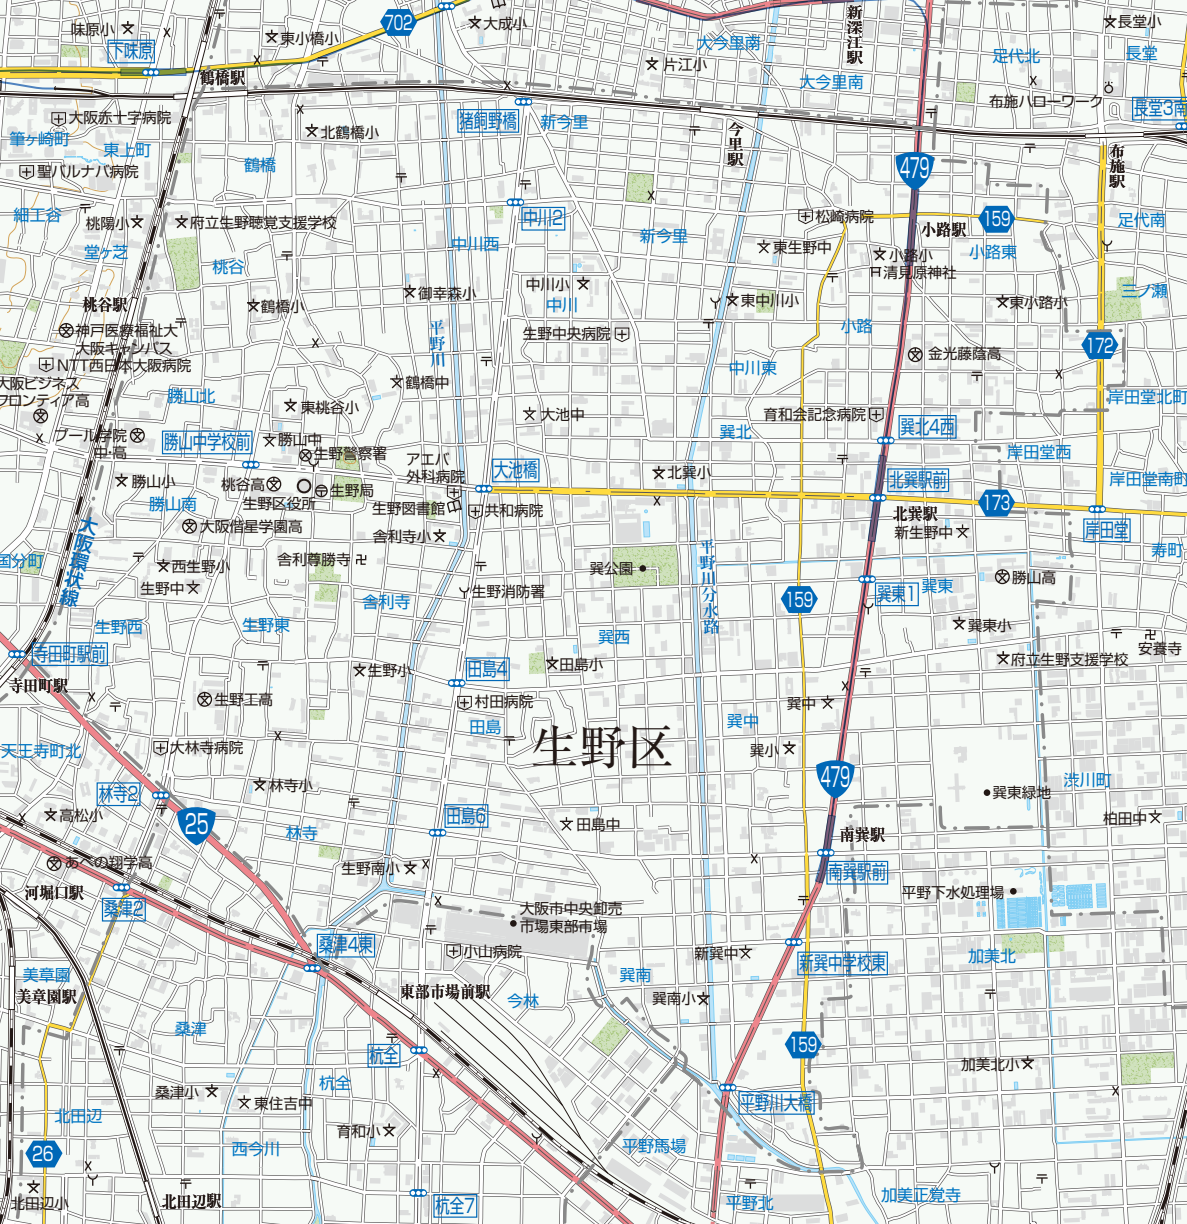 味原小
下味原
東小橋小
702
大成小
大今里南
片江小
新深江駅
大今里南
足代北
長堂小
長堂
鶴橋駅
布施ハローワーク
長堂3南
大阪赤十字病院
猪飼野橋
新今里
北鶴橋小
今里駅
筆ヶ崎町
東上町
鶴橋
布施駅
聖バルナバ病院
479
細工谷
桃陽小
府立生野聴覚支援学校
中川2
松崎病院
小路駅
159
足代南
堂ヶ芝
桃谷
中川西
新今里
東生野中
小路小
小路東
清見原神社
中川小
三ノ瀬
桃谷駅
鶴橋小
御幸森小
中川
東中川小
東小路小
神戸医療福祉大
大阪キャンパス
平野川
生野中央病院
小路
172
NTT西日本大阪病院
金光藤蔭高
大阪ビジネス
フロンティア高
鶴橋中
中川東
勝山北
東桃谷小
大池中
育和会記念病院
岸田堂北町
プール学院
中・高
勝山中学校前
勝山中
生野警察署
巽北
巽北4西
岸田堂西
アエバ
外科病院
大池橋
北巽小
北巽駅前
岸田堂南町
勝山小
桃谷高
生野区役所
生野局
勝山南
生野図書館
共和病院
173
大阪偕星学園高
北巽駅
新生野中
岸田堂
大阪環状線
舎利寺小
寿町
国分町
西生野小
舎利尊勝寺
巽公園
平野川分水路
生野中
舎利寺
生野消防署
159
巽東1
巽東
勝山高
生野西
生野東
巽西
巽東小
寺田町駅前
安養寺
田島4
田島小
府立生野支援学校
寺田町駅
生野小
生野工高
村田病院
巽中
田島
生野区
巽中
天王寺町北
大林寺病院
巽小
479
渋川町
林寺2
林寺小
巽東緑地
高松小
25
林寺
田島6
田島中
柏田中
南巽駅
あべの翔学高
生野南小
南巽駅前
河堀口駅
平野下水処理場
桑津2
大阪市中央卸売
市場東部市場
桑津4東
小山病院
新巽中
新巽中学校東
加美北
美章園
美章園駅
東部市場前駅
今林
巽南
巽南小
桑津
杭全
159
加美北小
桑津小
杭全
東住吉中
平野川大橋
北田辺
育和小
26
西今川
平野馬場
北田辺小
北田辺駅
杭全7
平野北
加美正覚寺